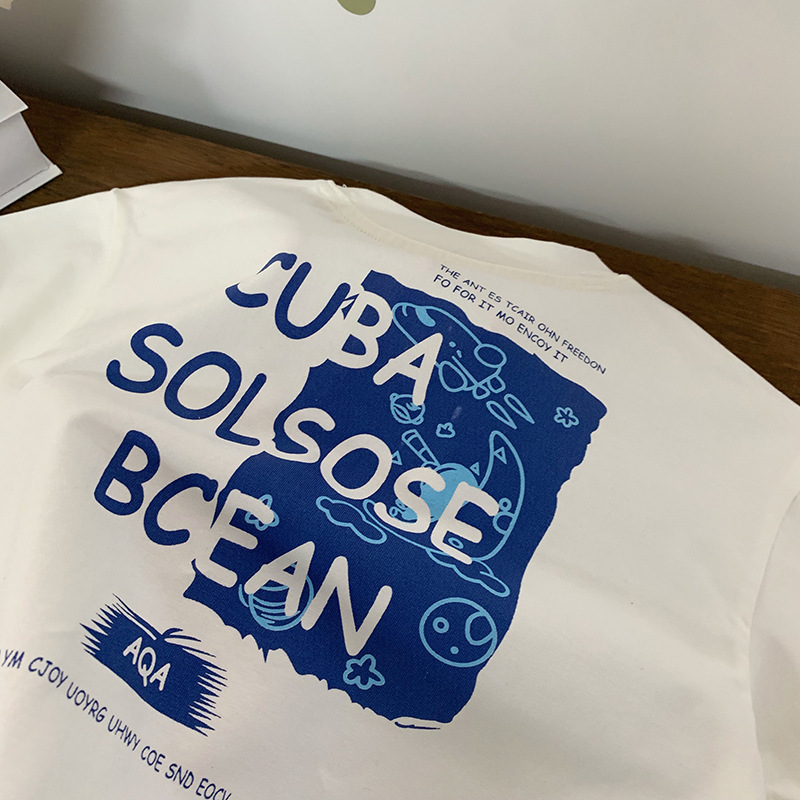 THE ANT ES TCAIR OHN FREEDON
FO FOR IT MO ENCOY IT
CUBA
SOLSOSE
BCEAN
AQA
YM CJOY UOYRG UHWY COE SND EOCY